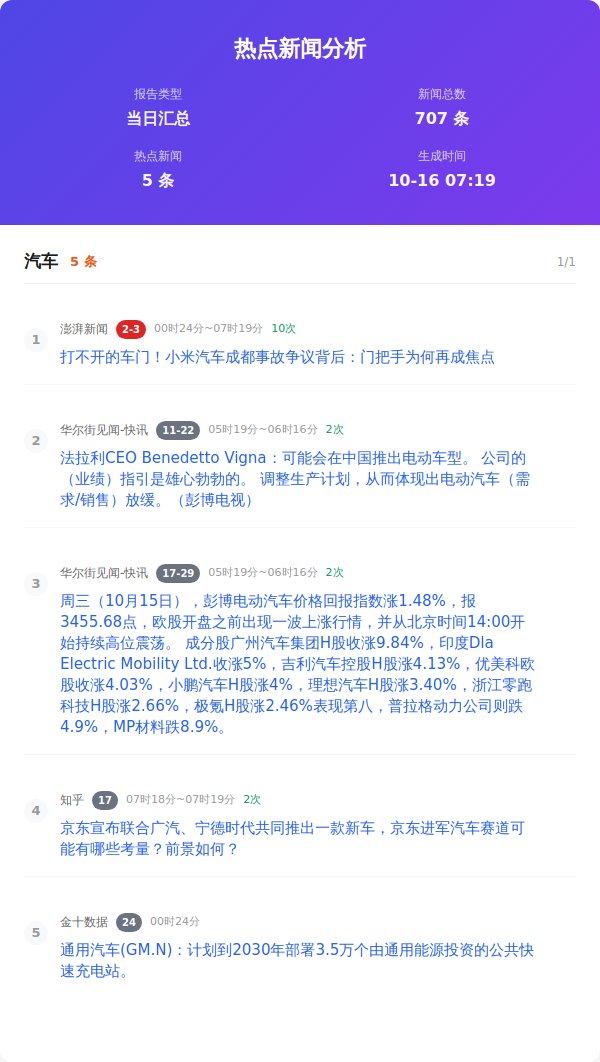 热点新闻分析
报告类型
当日汇总
新闻总数
707 条
热点新闻
5 条
生成时间
10-16 07:19
汽车 5 条 1/1
1
澎湃新闻 2-3 00时24分~07时19分 10次
打不开的车门！小米汽车成都事故争议背后：门把手为何再成焦点
2
华尔街见闻-快讯 11-22 05时19分~06时16分 2次
法拉利CEO Benedetto Vigna：可能会在中国推出电动车型。 公司的
（业绩）指引是雄心勃勃的。 调整生产计划，从而体现出电动汽车（需
求/销售）放缓。（彭博电视）
3
华尔街见闻-快讯 17-29 05时19分~06时16分 2次
周三（10月15日），彭博电动汽车价格回报指数涨1.48%，报
3455.68点，欧股开盘之前出现一波上涨行情，并从北京时间14:00开
始持续高位震荡。 成分股广州汽车集团H股收涨9.84%，印度Dla
Electric Mobility Ltd.收涨5%，吉利汽车控股H股涨4.13%，优美科欧
股收涨4.03%，小鹏汽车H股涨4%，理想汽车H股涨3.40%，浙江零跑
科技H股涨2.66%，极氪H股涨2.46%表现第八，普拉格动力公司则跌
4.9%，MP材料跌8.9%。
4
知乎 17 07时18分~07时19分 2次
京东宣布联合广汽、宁德时代共同推出一款新车，京东进军汽车赛道可
能有哪些考量？前景如何？
5
金十数据 24 00时24分
通用汽车(GM.N)：计划到2030年部署3.5万个由通用能源投资的公共快
速充电站。